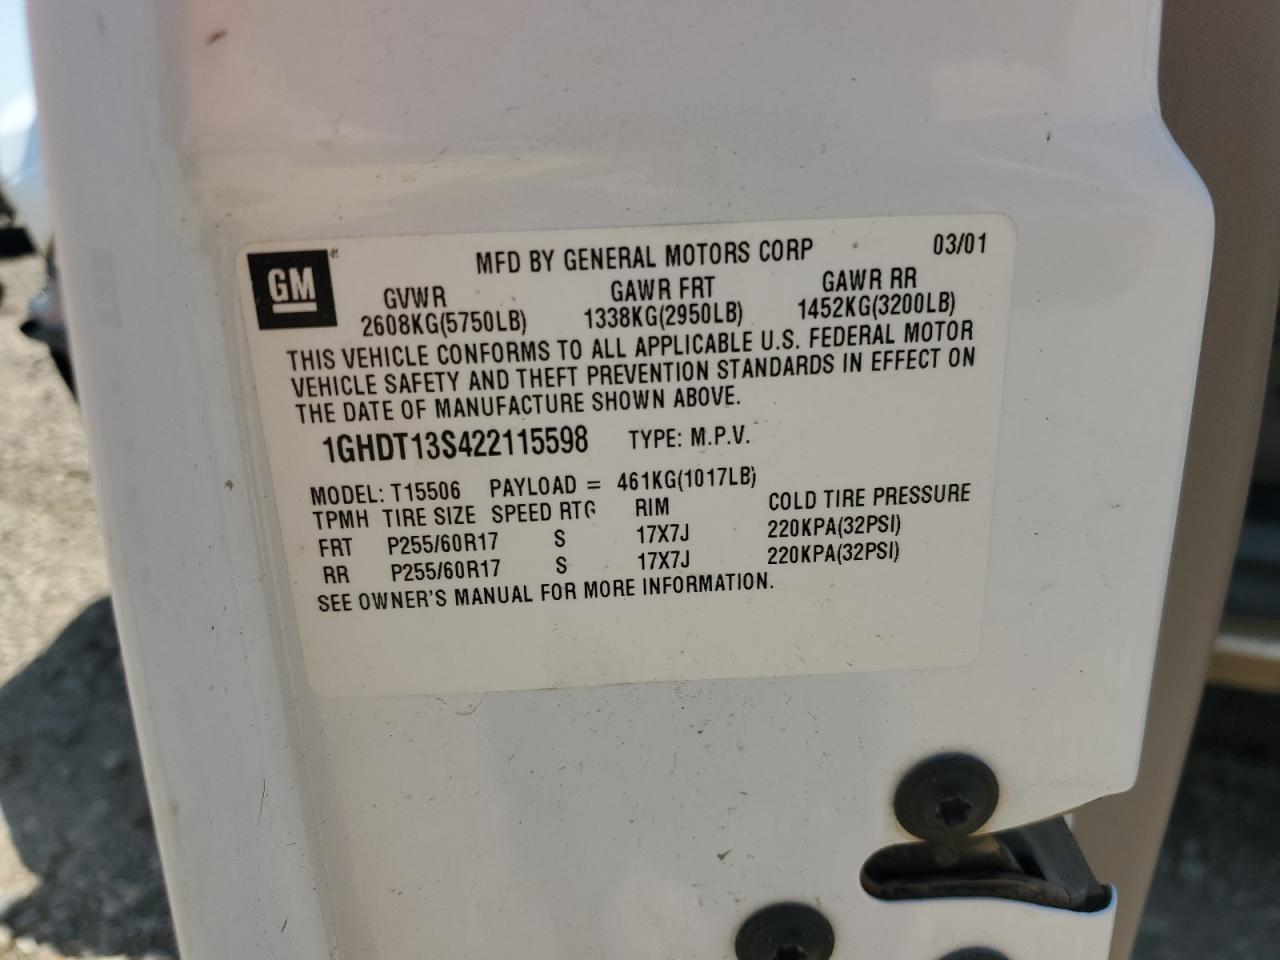 GM
MFD BY GENERAL MOTORS CORP 03/01
GVWR GAWR FRT GAWR RR
2608KG(5750LB) 1338KG(2950LB) 1452KG(3200LB)
THIS VEHICLE CONFORMS TO ALL APPLICABLE U.S. FEDERAL MOTOR
VEHICLE SAFETY AND THEFT PREVENTION STANDARDS IN EFFECT ON
THE DATE OF MANUFACTURE SHOWN ABOVE.
1GHDT13S422115598 TYPE: M.P.V.
MODEL: T15506 PAYLOAD = 461KG(1017LB)
TPMH TIRE SIZE SPEED RTG RIM COLD TIRE PRESSURE
FRT P255/60R17 S 17X7J 220KPA(32PSI)
RR P255/60R17 S 17X7J 220KPA(32PSI)
SEE OWNER'S MANUAL FOR MORE INFORMATION.